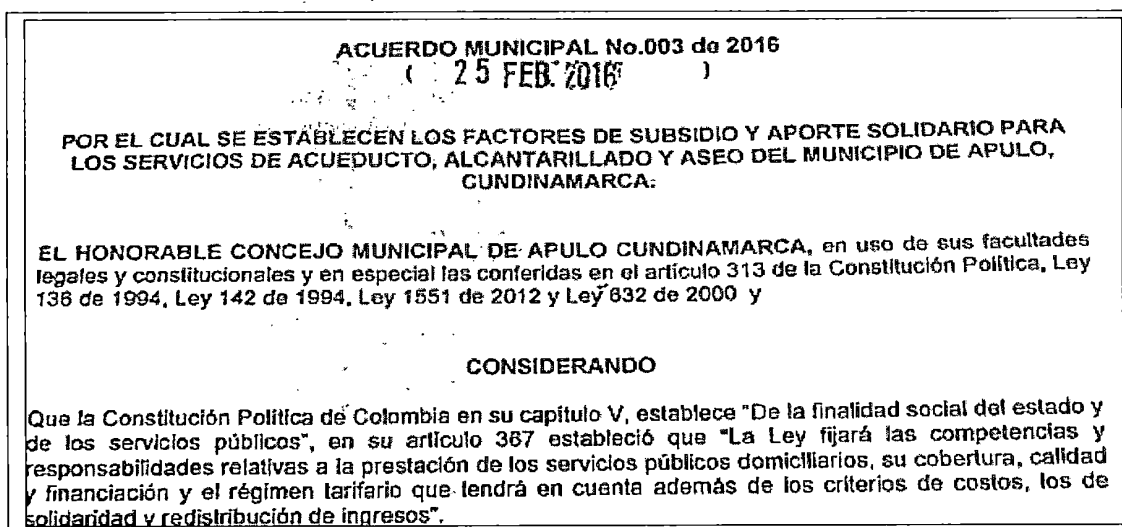 ACUERDO MUNICIPAL No.003 de 2016
( 25 FEB. 2016 )
POR EL CUAL SE ESTABLECEN LOS FACTORES DE SUBSIDIO Y APORTE SOLIDARIO PARA
LOS SERVICIOS DE ACUEDUCTO, ALCANTARILLADO Y ASEO DEL MUNICIPIO DE APULO,
CUNDINAMARCA.
EL HONORABLE CONCEJO MUNICIPAL DE APULO CUNDINAMARCA, en uso de sus facultades
legales y constitucionales y en especial las conferidas en el artículo 313 de la Constitución Política, Ley
136 de 1994, Ley 142 de 1994, Ley 1551 de 2012 y Ley 632 de 2000 y
CONSIDERANDO
Que la Constitución Política de Colombia en su capítulo V, establece "De la finalidad social del estado y
de los servicios públicos", en su artículo 367 estableció que "La Ley fijará las competencias y
responsabilidades relativas a la prestación de los servicios públicos domiciliarios, su cobertura, calidad
y financiación y el régimen tarifario que tendrá en cuenta además de los criterios de costos, los de
solidaridad y redistribución de ingresos".